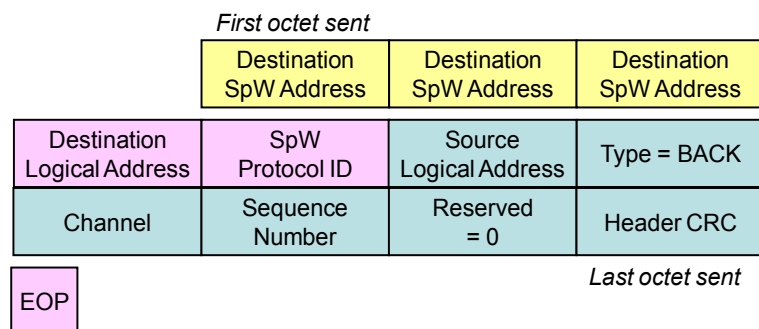 First octet sent
Destination
SpW Address
Destination
SpW Address
Destination
SpW Address
Destination
Logical Address
SpW
Protocol ID
Source
Logical Address
Type = BACK
Channel
Sequence
Number
Reserved
= 0
Header CRC
Last octet sent
EOP